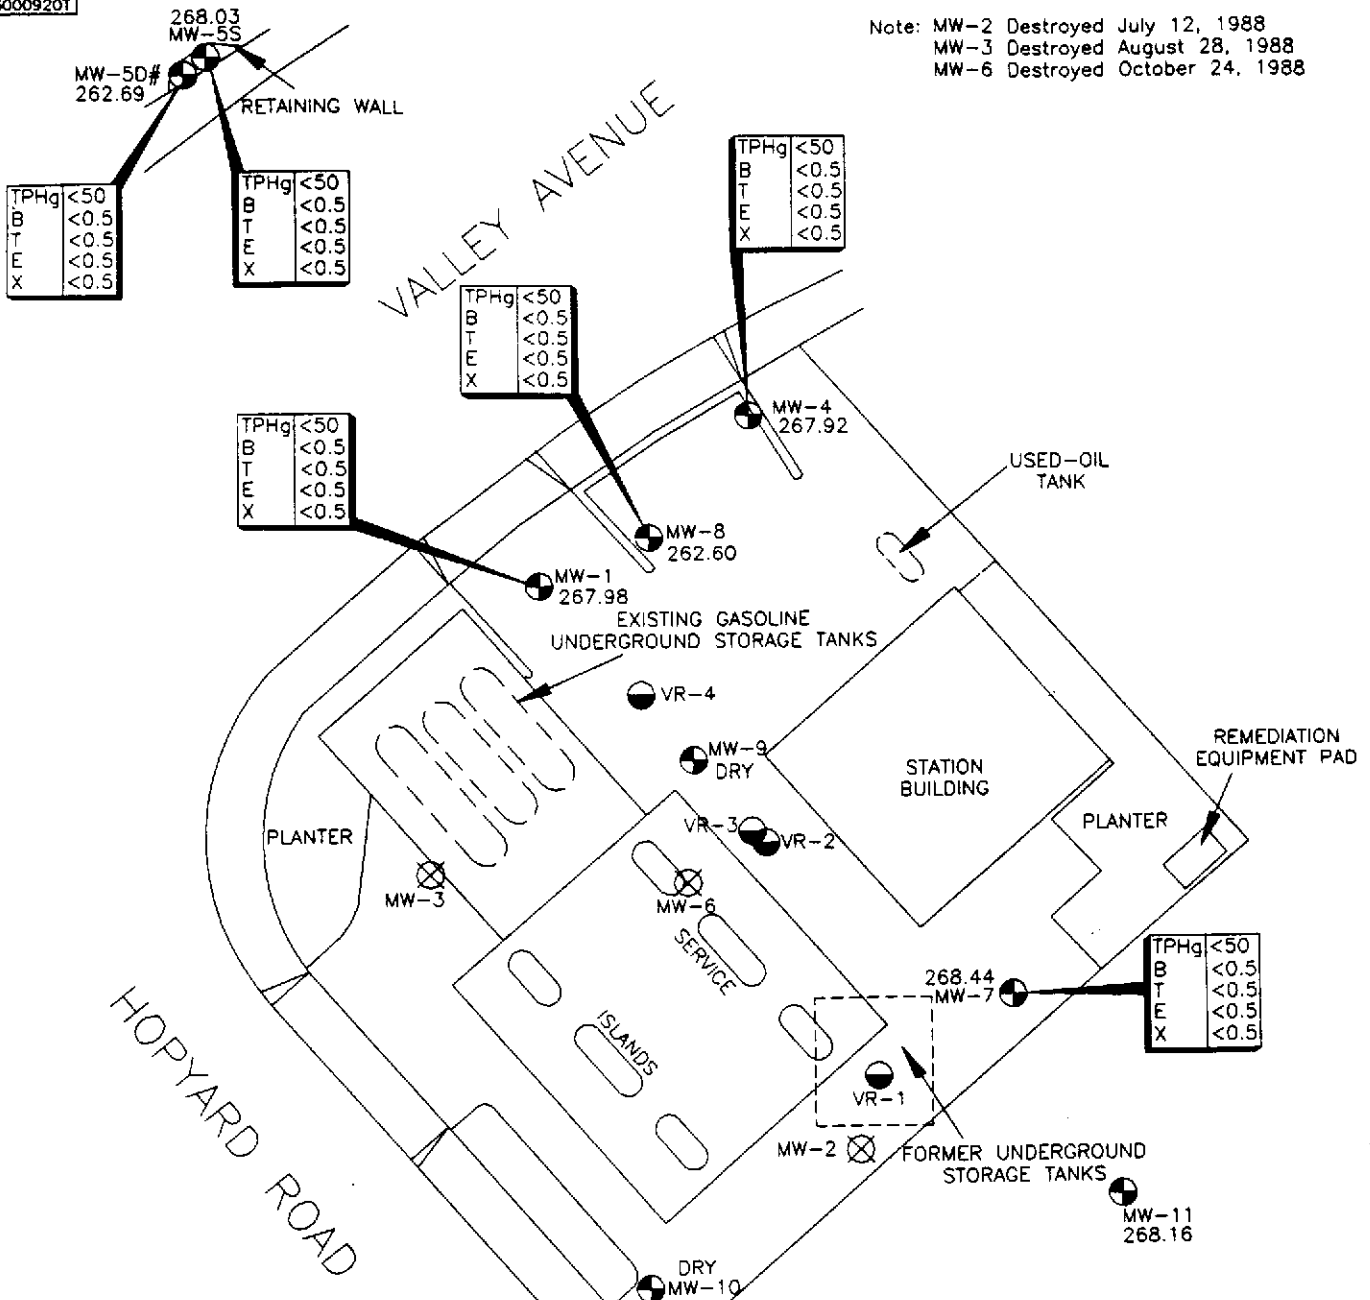 268.03
MW-5S
MW-5D#
262.69
RETAINING WALL
Note: MW-2 Destroyed July 12, 1988
MW-3 Destroyed August 28, 1988
MW-6 Destroyed October 24, 1988
VALLEY AVENUE
TPHg <50
B <0.5
T <0.5
E <0.5
X <0.5
TPHg <50
B <0.5
T <0.5
E <0.5
X <0.5
TPHg <50
B <0.5
T <0.5
E <0.5
X <0.5
TPHg <50
B <0.5
T <0.5
E <0.5
X <0.5
TPHg <50
B <0.5
T <0.5
E <0.5
X <0.5
MW-4
267.92
USED-OIL
TANK
MW-8
262.60
MW-1
267.98
EXISTING GASOLINE
UNDERGROUND STORAGE TANKS
VR-4
MW-9
DRY
STATION
BUILDING
REMEDIATION
EQUIPMENT PAD
PLANTER
VR-3
VR-2
PLANTER
MW-3
MW-6
SERVICE
ISLANDS
268.44
MW-7
TPHg <50
B <0.5
T <0.5
E <0.5
X <0.5
VR-1
MW-2
FORMER UNDERGROUND
STORAGE TANKS
MW-11
268.16
HOPYARD ROAD
DRY
MW-10